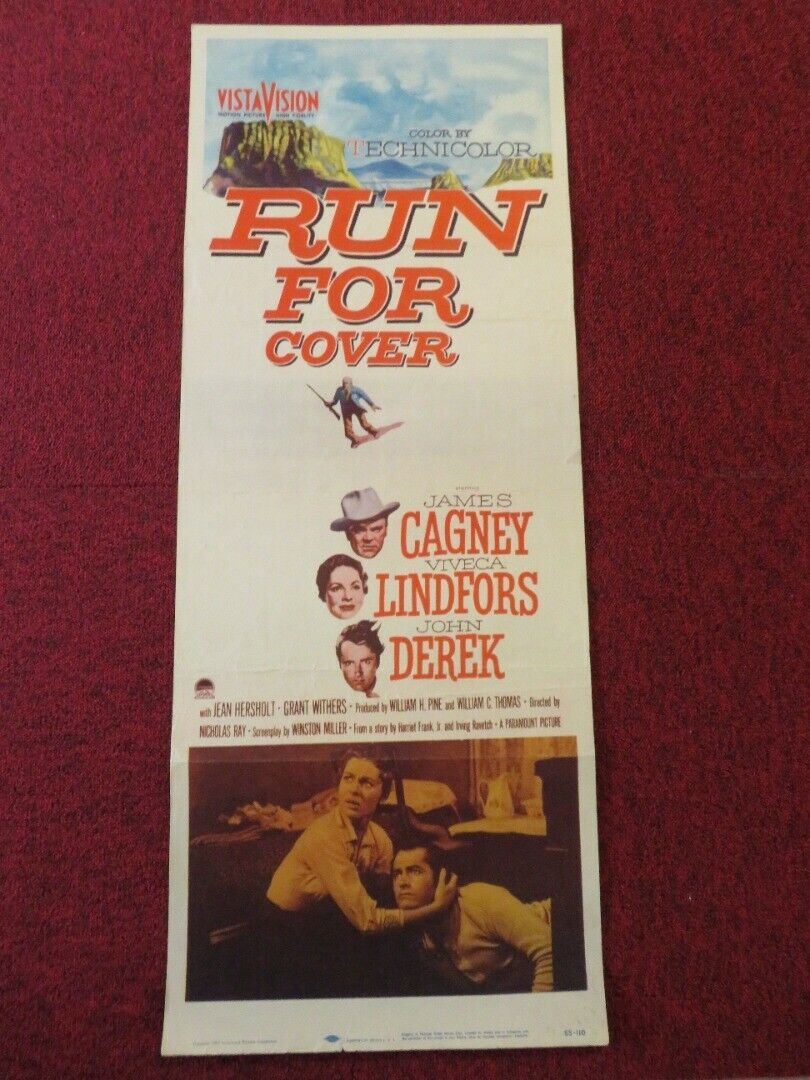 VISTAVISION
MOTION PICTURE HIGH FIDELITY
COLOR BY
TECHNICOLOR
RUN
FOR
COVER
starring
JAMES
CAGNEY
VIVECA
LINDFORS
JOHN
DEREK
with JEAN HERSHOLT · GRANT WITHERS · Produced by WILLIAM H. PINE and WILLIAM C. THOMAS · Directed by
NICHOLAS RAY · Screenplay by WINSTON MILLER · From a story by Harriet Frank, Jr. and Irving Ravetch · A PARAMOUNT PICTURE
55-110